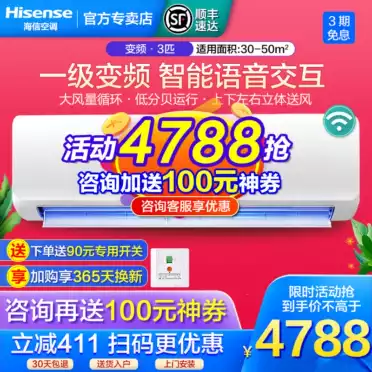 Hisense 官方专卖店 SF 顺丰速达 3期免息
海信空调
变频·3匹 适用面积:30-50m²
一级变频 智能语音交互
大风量循环·低分贝运行·上下左右立体送风
活动4788抢
咨询加送100元神券
咨询客服享优惠
送 下单送90元专用开关
享 加购享365天换新
咨询再送100元神券
立减411 扫码更优惠
30天包退 送货入户 上门安装
限时活动抢
到手价不高于
¥4788